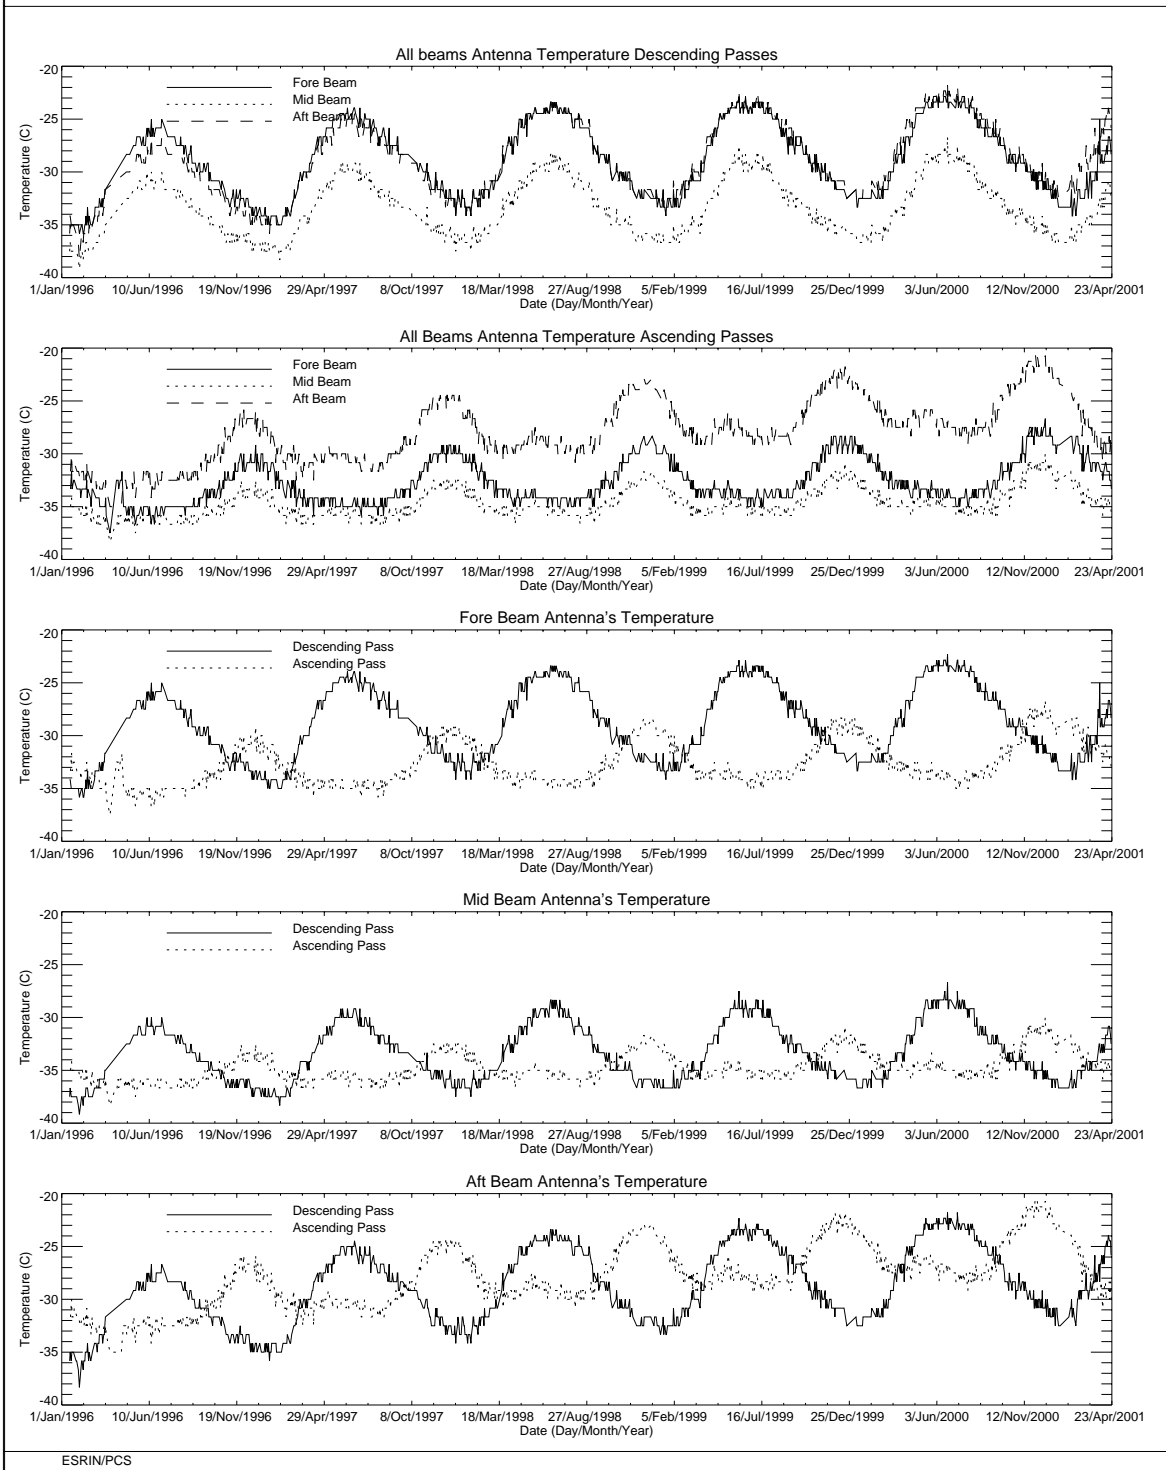 All beams Antenna Temperature Descending Passes
-20
-25
-30
-35
-40
Temperature (C)
Fore Beam
Mid Beam
Aft Beam
1/Jan/1996 10/Jun/1996 19/Nov/1996 29/Apr/1997 8/Oct/1997 18/Mar/1998 27/Aug/1998 5/Feb/1999 16/Jul/1999 25/Dec/1999 3/Jun/2000 12/Nov/2000 23/Apr/2001
Date (Day/Month/Year)
All Beams Antenna Temperature Ascending Passes
-20
-25
-30
-35
-40
Temperature (C)
Fore Beam
Mid Beam
Aft Beam
1/Jan/1996 10/Jun/1996 19/Nov/1996 29/Apr/1997 8/Oct/1997 18/Mar/1998 27/Aug/1998 5/Feb/1999 16/Jul/1999 25/Dec/1999 3/Jun/2000 12/Nov/2000 23/Apr/2001
Date (Day/Month/Year)
Fore Beam Antenna's Temperature
-20
-25
-30
-35
-40
Temperature (C)
Descending Pass
Ascending Pass
1/Jan/1996 10/Jun/1996 19/Nov/1996 29/Apr/1997 8/Oct/1997 18/Mar/1998 27/Aug/1998 5/Feb/1999 16/Jul/1999 25/Dec/1999 3/Jun/2000 12/Nov/2000 23/Apr/2001
Date (Day/Month/Year)
Mid Beam Antenna's Temperature
-20
-25
-30
-35
-40
Temperature (C)
Descending Pass
Ascending Pass
1/Jan/1996 10/Jun/1996 19/Nov/1996 29/Apr/1997 8/Oct/1997 18/Mar/1998 27/Aug/1998 5/Feb/1999 16/Jul/1999 25/Dec/1999 3/Jun/2000 12/Nov/2000 23/Apr/2001
Date (Day/Month/Year)
Aft Beam Antenna's Temperature
-20
-25
-30
-35
-40
Temperature (C)
Descending Pass
Ascending Pass
1/Jan/1996 10/Jun/1996 19/Nov/1996 29/Apr/1997 8/Oct/1997 18/Mar/1998 27/Aug/1998 5/Feb/1999 16/Jul/1999 25/Dec/1999 3/Jun/2000 12/Nov/2000 23/Apr/2001
Date (Day/Month/Year)
ESRIN/PCS